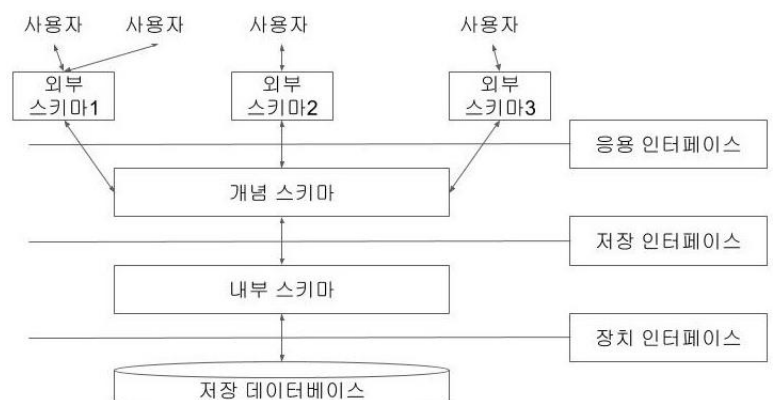 사용자
사용자
사용자
사용자
외부
스키마1
외부
스키마2
외부
스키마3
응용 인터페이스
개념 스키마
저장 인터페이스
내부 스키마
장치 인터페이스
저장 데이터베이스